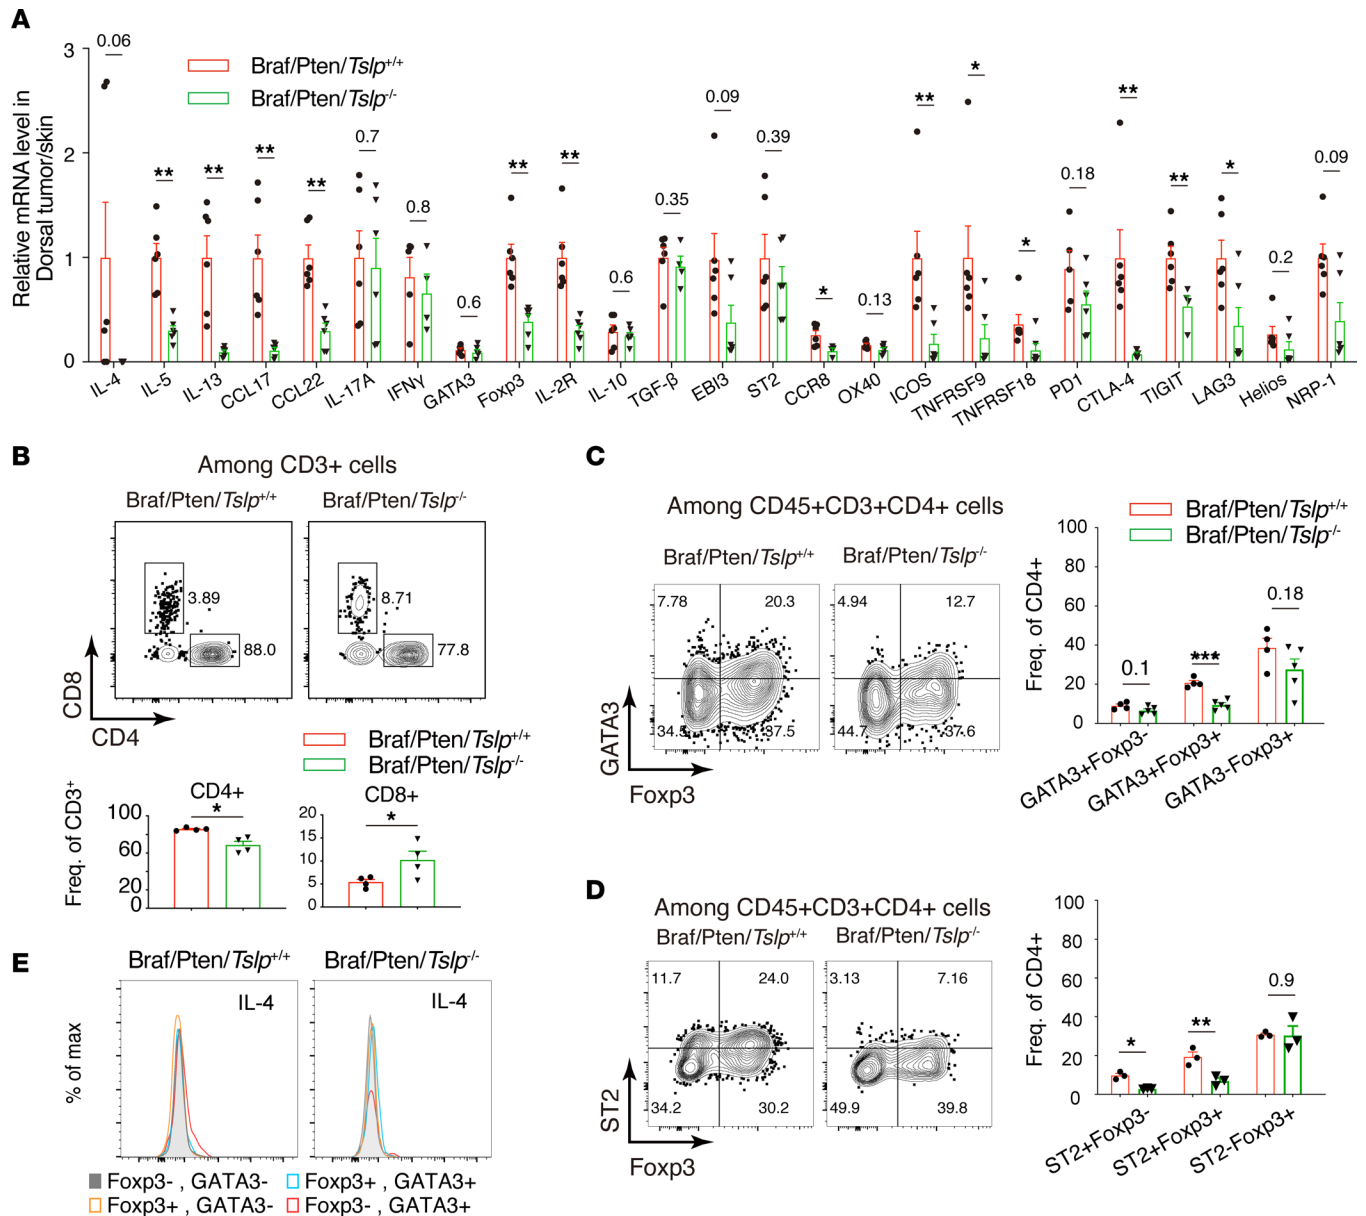 A
Relative mRNA level in
Dorsal tumor/skin
3
2
1
0
Braf/Pten/Tslp+/+
Braf/Pten/Tslp-/-
0.06
**
**
**
**
0.7
0.8
0.6
**
**
0.6
0.35
0.09
0.39
*
0.13
**
*
*
0.18
**
**
*
0.2
0.09
IL-4
IL-5
IL-13
CCL17
CCL22
IL-17A
IFNγ
GATA3
Foxp3
IL-2R
IL-10
TGF-β
EBI3
ST2
CCR8
OX40
ICOS
TNFRSF9
TNFRSF18
PD1
CTLA-4
TIGIT
LAG3
Helios
NRP-1
B
Among CD3+ cells
Braf/Pten/Tslp+/+
Braf/Pten/Tslp-/-
3.89
88.0
8.71
77.8
CD8
CD4
Braf/Pten/Tslp+/+
Braf/Pten/Tslp-/-
Freq. of CD3+
CD4+
*
100
60
20
0
CD8+
*
20
15
10
5
0
C
Among CD45+CD3+CD4+ cells
Braf/Pten/Tslp+/+
Braf/Pten/Tslp-/-
7.78
20.3
34.5
37.5
4.94
12.7
44.7
37.6
GATA3
Foxp3
Freq. of CD4+
100
80
60
40
20
0
Braf/Pten/Tslp+/+
Braf/Pten/Tslp-/-
0.1
***
0.18
GATA3+Foxp3-
GATA3+Foxp3+
GATA3-Foxp3+
D
Among CD45+CD3+CD4+ cells
Braf/Pten/Tslp+/+
Braf/Pten/Tslp-/-
11.7
24.0
34.2
30.2
3.13
7.16
49.9
39.8
ST2
Foxp3
Freq. of CD4+
100
80
60
40
20
0
*
**
0.9
ST2+Foxp3-
ST2+Foxp3+
ST2-Foxp3+
E
Braf/Pten/Tslp+/+
Braf/Pten/Tslp-/-
IL-4
IL-4
% of max
Foxp3- , GATA3-
Foxp3+ , GATA3+
Foxp3+ , GATA3-
Foxp3- , GATA3+